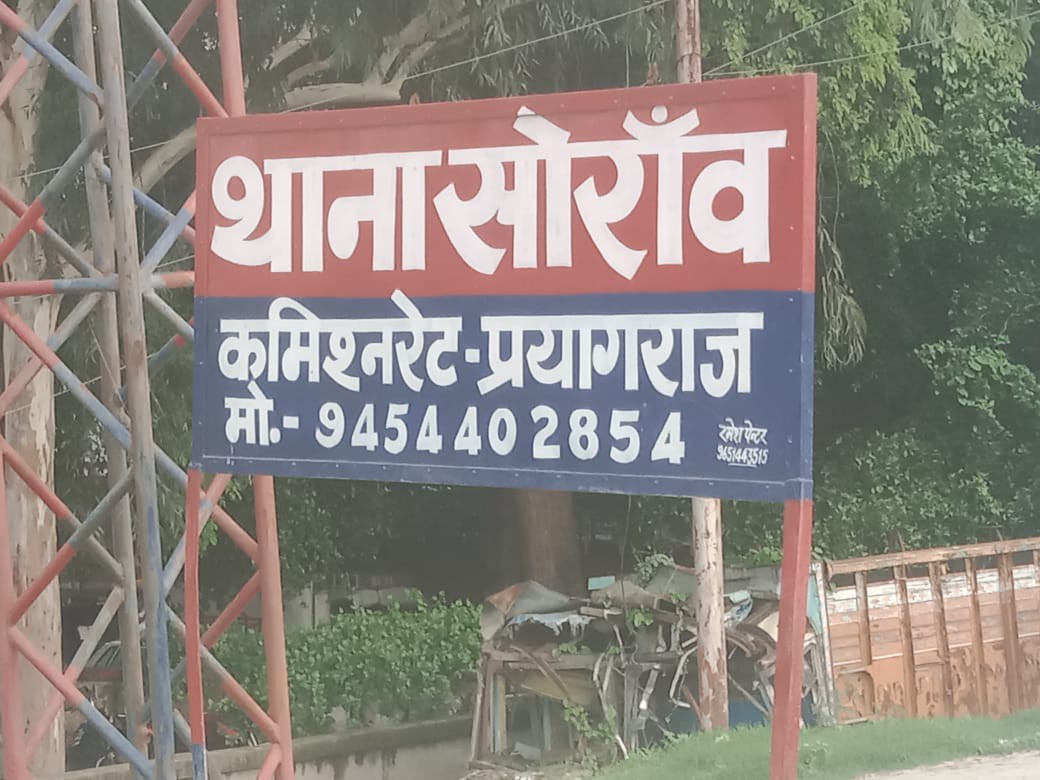 थाना सोराँव
कमिश्नरेट-प्रयागराज
मो.- 9454402854
रमेश पेन्टर
9651443515